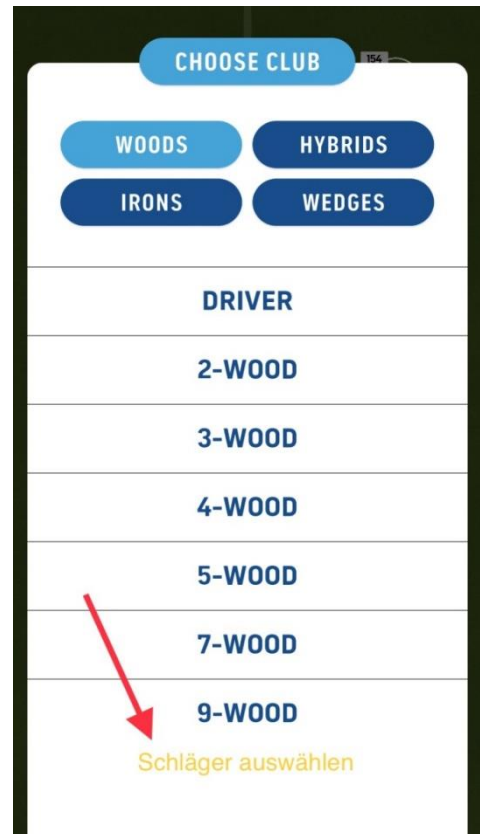 CHOOSE CLUB
154
WOODS HYBRIDS
IRONS WEDGES
DRIVER
2-WOOD
3-WOOD
4-WOOD
5-WOOD
7-WOOD
9-WOOD
Schläger auswählen